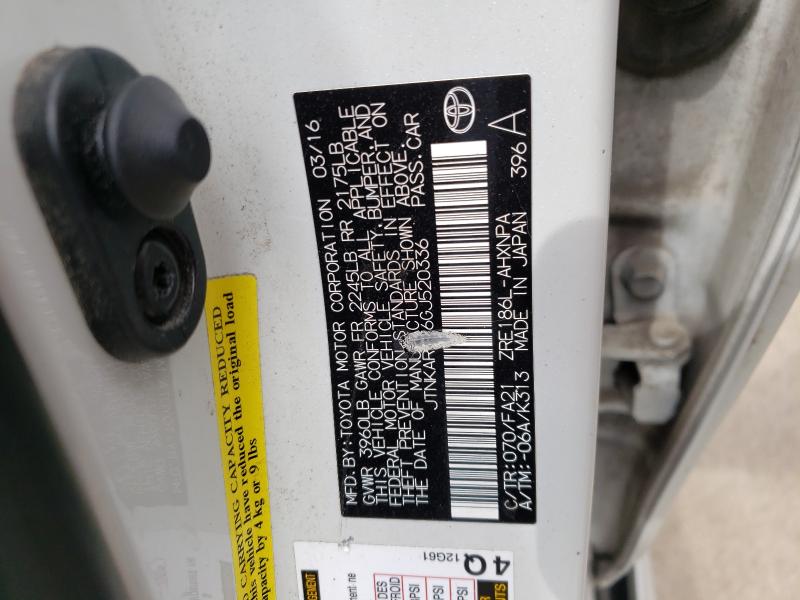 MFD.BY:TOYOTA MOTOR CORPORATION 03/16
GVWR 3960LB GAWR FR 2245LB RR 2175LB
THIS VEHICLE CONFORMS TO ALL APPLICABLE
FEDERAL MOTOR VEHICLE SAFETY, BUMPER, AND
THEFT PREVENTION STANDARDS IN EFFECT ON
THE DATE OF MANUFACTURE SHOWN ABOVE.
JTNKAR 6GJ520336 PASS. CAR
C/TR:070/FA21 ZRE186L-AHXNPA
A/TM:-06A/K313 MADE IN JAPAN 396 A
CARRYING CAPACITY REDUCED
this vehicle have reduced the original load
capacity by 4 kg or 9 lbs
4Q
12G61